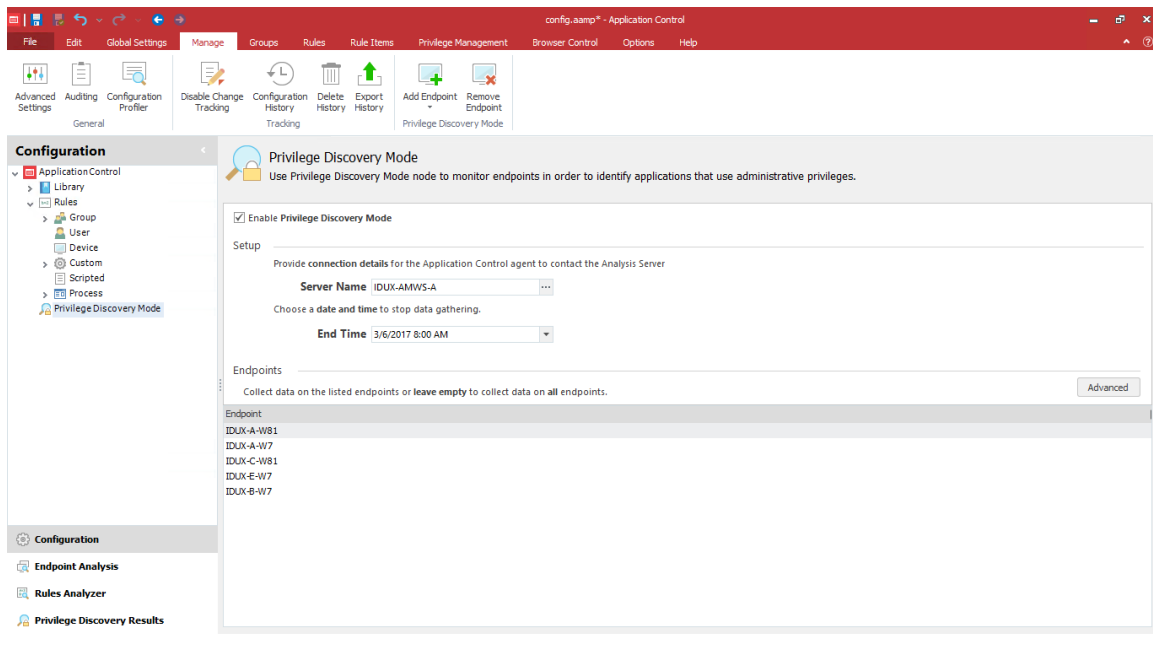 config.aamp* - Application Control
File Edit Global Settings Manage Groups Rules Rule Items Privilege Management Browser Control Options Help
Advanced Settings Auditing Configuration Profiler Disable Change Tracking Configuration History Delete History Export History Add Endpoint Remove Endpoint
General Tracking Privilege Discovery Mode
Configuration
Application Control
Library
Rules
Group
User
Device
Custom
Scripted
Process
Privilege Discovery Mode
Configuration
Endpoint Analysis
Rules Analyzer
Privilege Discovery Results
Privilege Discovery Mode
Use Privilege Discovery Mode node to monitor endpoints in order to identify applications that use administrative privileges.
Enable Privilege Discovery Mode
Setup
Provide connection details for the Application Control agent to contact the Analysis Server
Server Name IDUX-AMWS-A ...
Choose a date and time to stop data gathering.
End Time 3/6/2017 8:00 AM
Endpoints
Collect data on the listed endpoints or leave empty to collect data on all endpoints.
Advanced
Endpoint
IDUX-A-W81
IDUX-A-W7
IDUX-C-W81
IDUX-E-W7
IDUX-B-W7